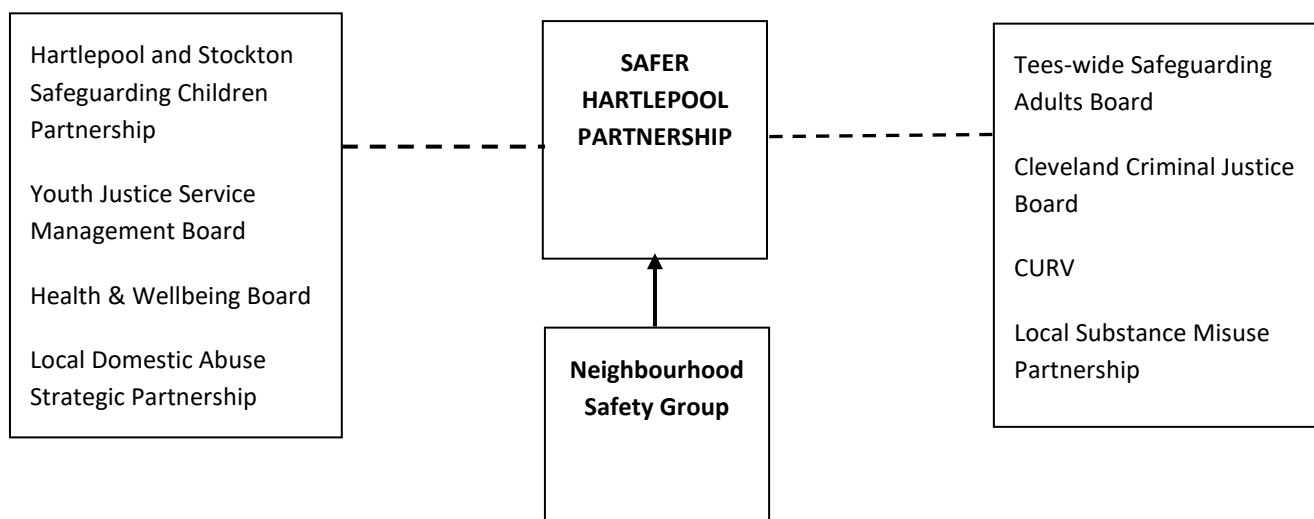 Hartlepool and Stockton
Safeguarding Children
Partnership
Youth Justice Service
Management Board
Health & Wellbeing Board
Local Domestic Abuse
Strategic Partnership
SAFER
HARTLEPOOL
PARTNERSHIP
Neighbourhood
Safety Group
Tees-wide Safeguarding
Adults Board
Cleveland Criminal Justice
Board
CURV
Local Substance Misuse
Partnership